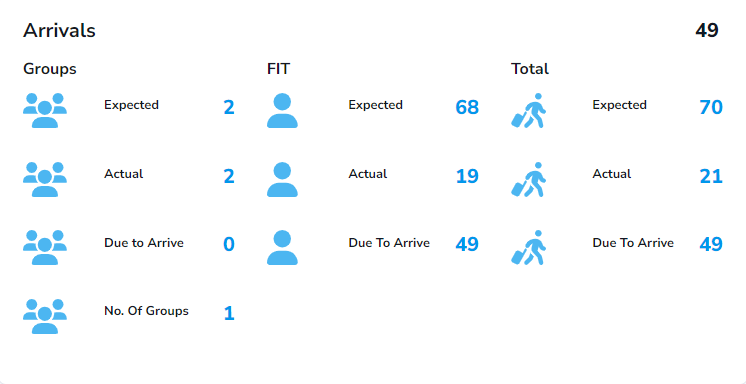 Arrivals 49
Groups FIT Total
Expected 2 Expected 68 Expected 70
Actual 2 Actual 19 Actual 21
Due to Arrive 0 Due To Arrive 49 Due To Arrive 49
No. Of Groups 1